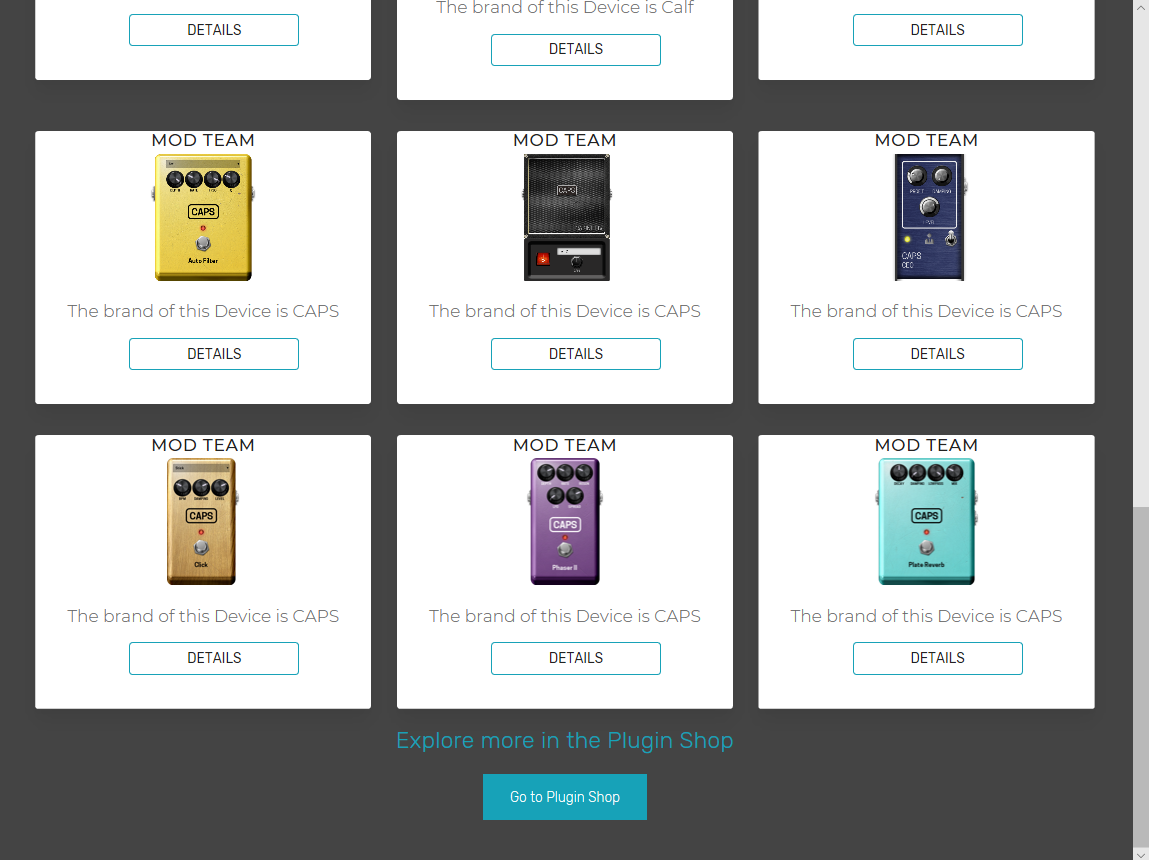 The brand of this Device is Calf
DETAILS
DETAILS
DETAILS
MOD TEAM
MOD TEAM
MOD TEAM
CAPS
Auto Filter
CAPS
CAPS
The brand of this Device is CAPS
The brand of this Device is CAPS
The brand of this Device is CAPS
DETAILS
DETAILS
DETAILS
MOD TEAM
MOD TEAM
MOD TEAM
CAPS
Click
CAPS
Phaser II
CAPS
Plate Reverb
The brand of this Device is CAPS
The brand of this Device is CAPS
The brand of this Device is CAPS
DETAILS
DETAILS
DETAILS
Explore more in the Plugin Shop
Go to Plugin Shop